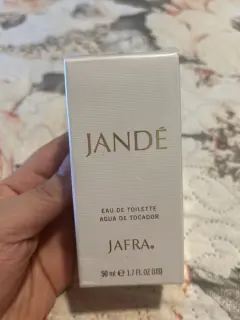 JANDÉ
EAU DE TOILETTE
AGUA DE TOCADOR
JAFRA®
50 ml ℮ 1.7 FL OZ (US)